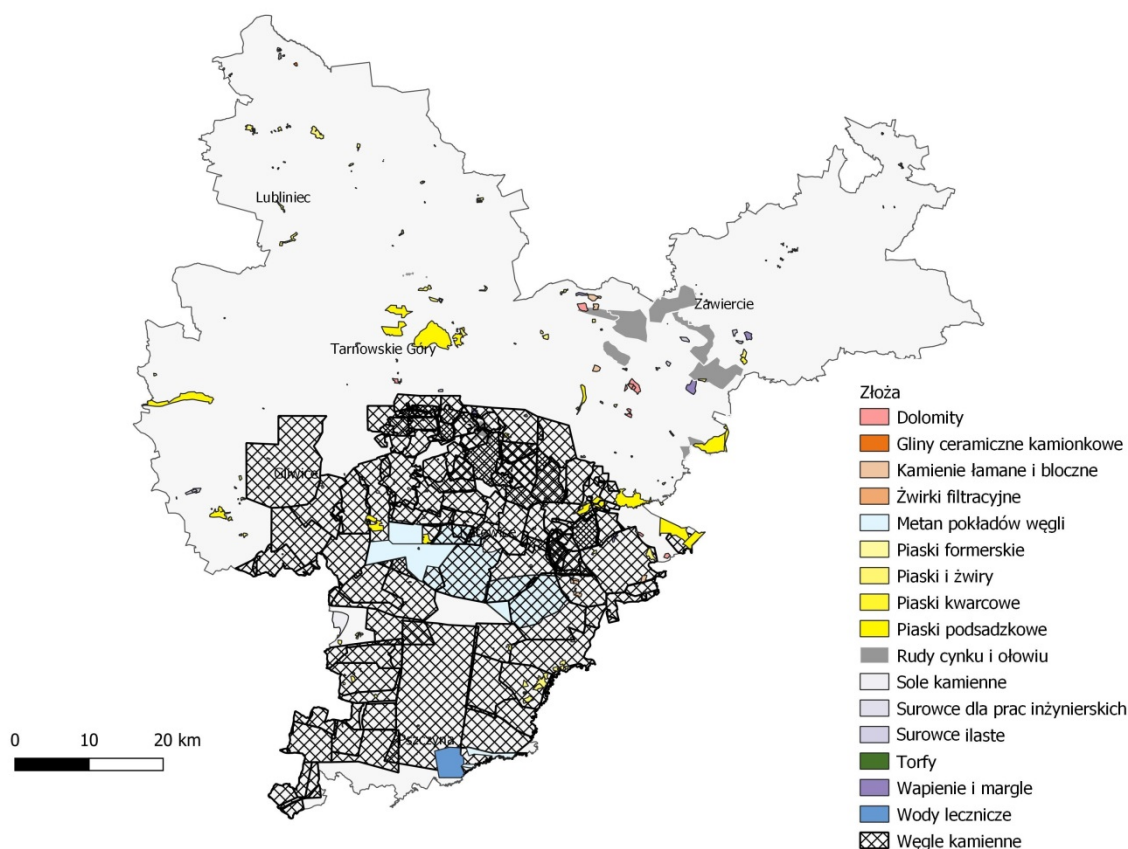 Lubliniec
Zawiercie
Tarnowskie Góry
Gliwice
0 10 20 km
Złoża
Dolomity
Gliny ceramiczne kamionkowe
Kamienie łamane i bloczne
Żwirki filtracyjne
Metan pokładów węgli
Piaski formerskie
Piaski i żwiry
Piaski kwarcowe
Piaski podsadzkowe
Rudy cynku i ołowiu
Sole kamienne
Surowce dla prac inżynierskich
Surowce ilaste
Torfy
Wapienie i margle
Wody lecznicze
Węgle kamienne